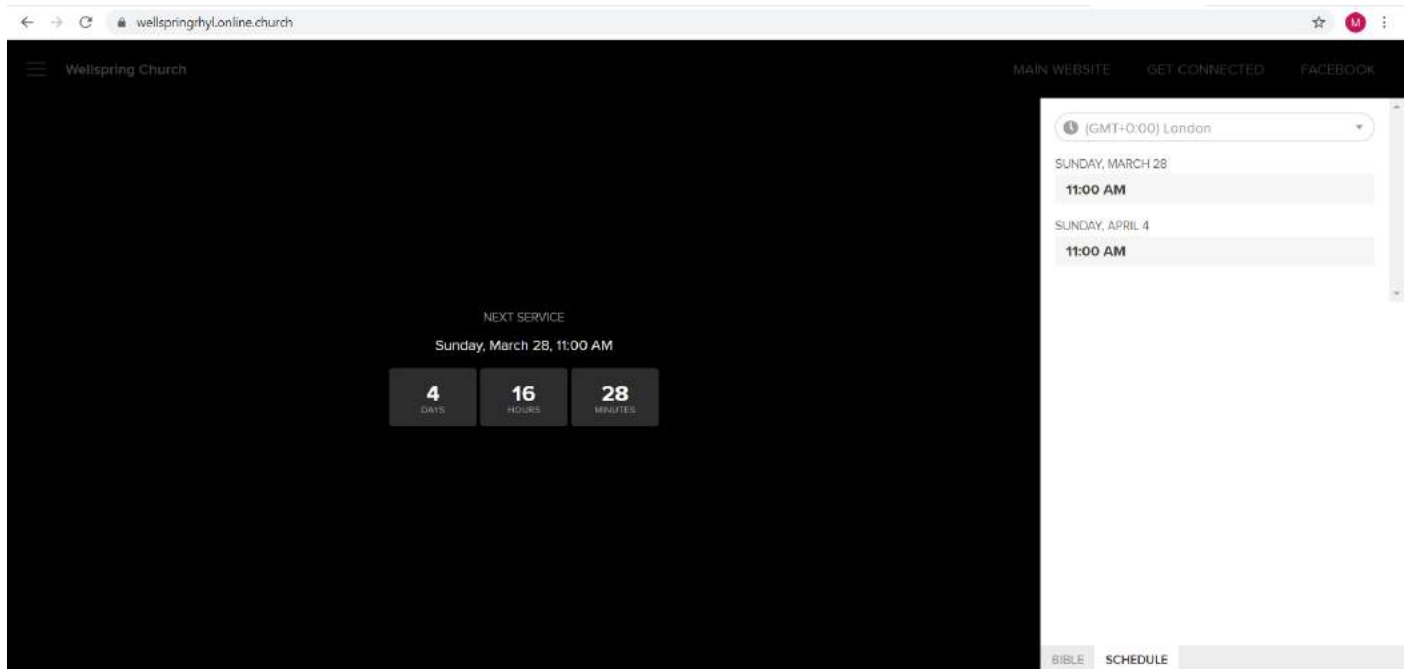 wellspringrhyl.online.church
M
Wellspring Church
MAIN WEBSITE GET CONNECTED FACEBOOK
(GMT+0:00) London
SUNDAY, MARCH 28
11:00 AM
SUNDAY, APRIL 4
11:00 AM
NEXT SERVICE
Sunday, March 28, 11:00 AM
4 16 28
DAYS HOURS MINUTES
BIBLE SCHEDULE